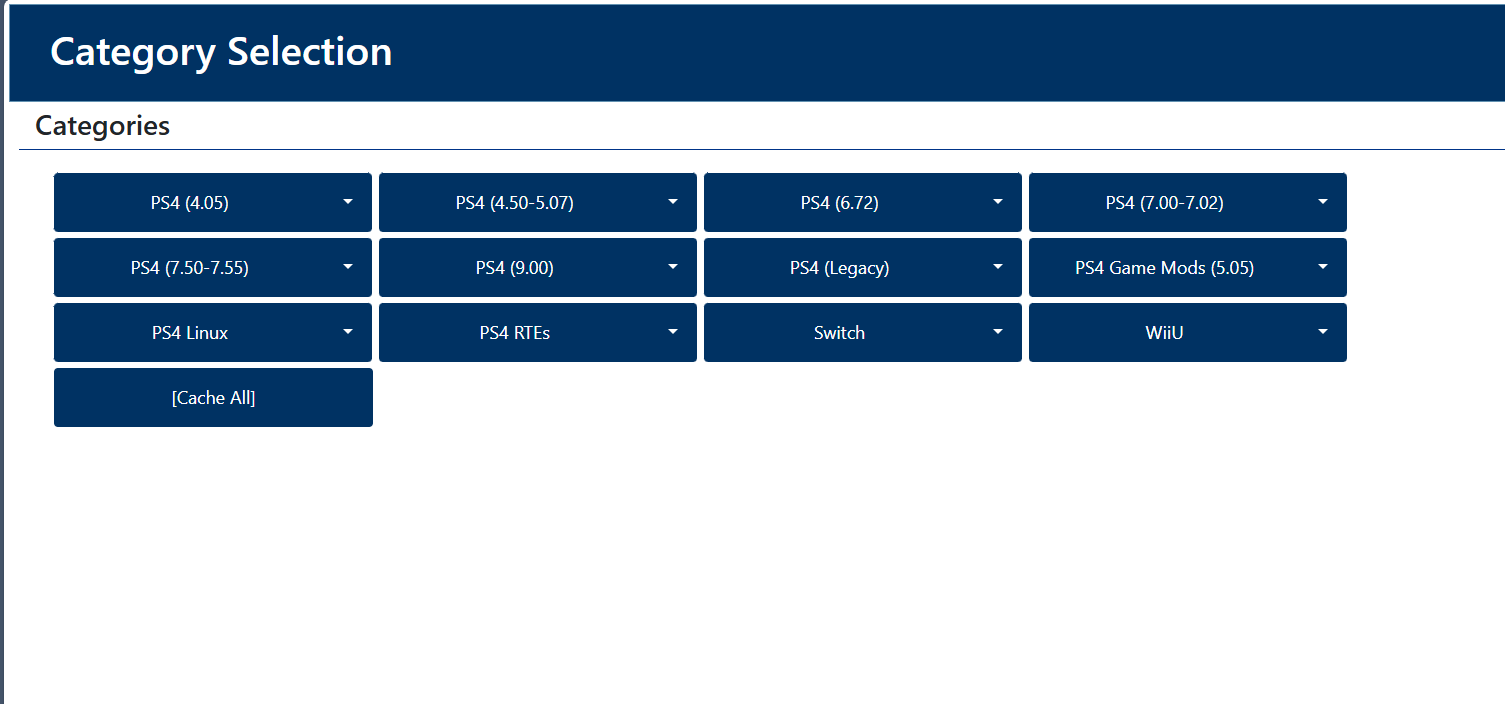 Category Selection
Categories
PS4 (4.05)
PS4 (4.50-5.07)
PS4 (6.72)
PS4 (7.00-7.02)
PS4 (7.50-7.55)
PS4 (9.00)
PS4 (Legacy)
PS4 Game Mods (5.05)
PS4 Linux
PS4 RTEs
Switch
WiiU
[Cache All]